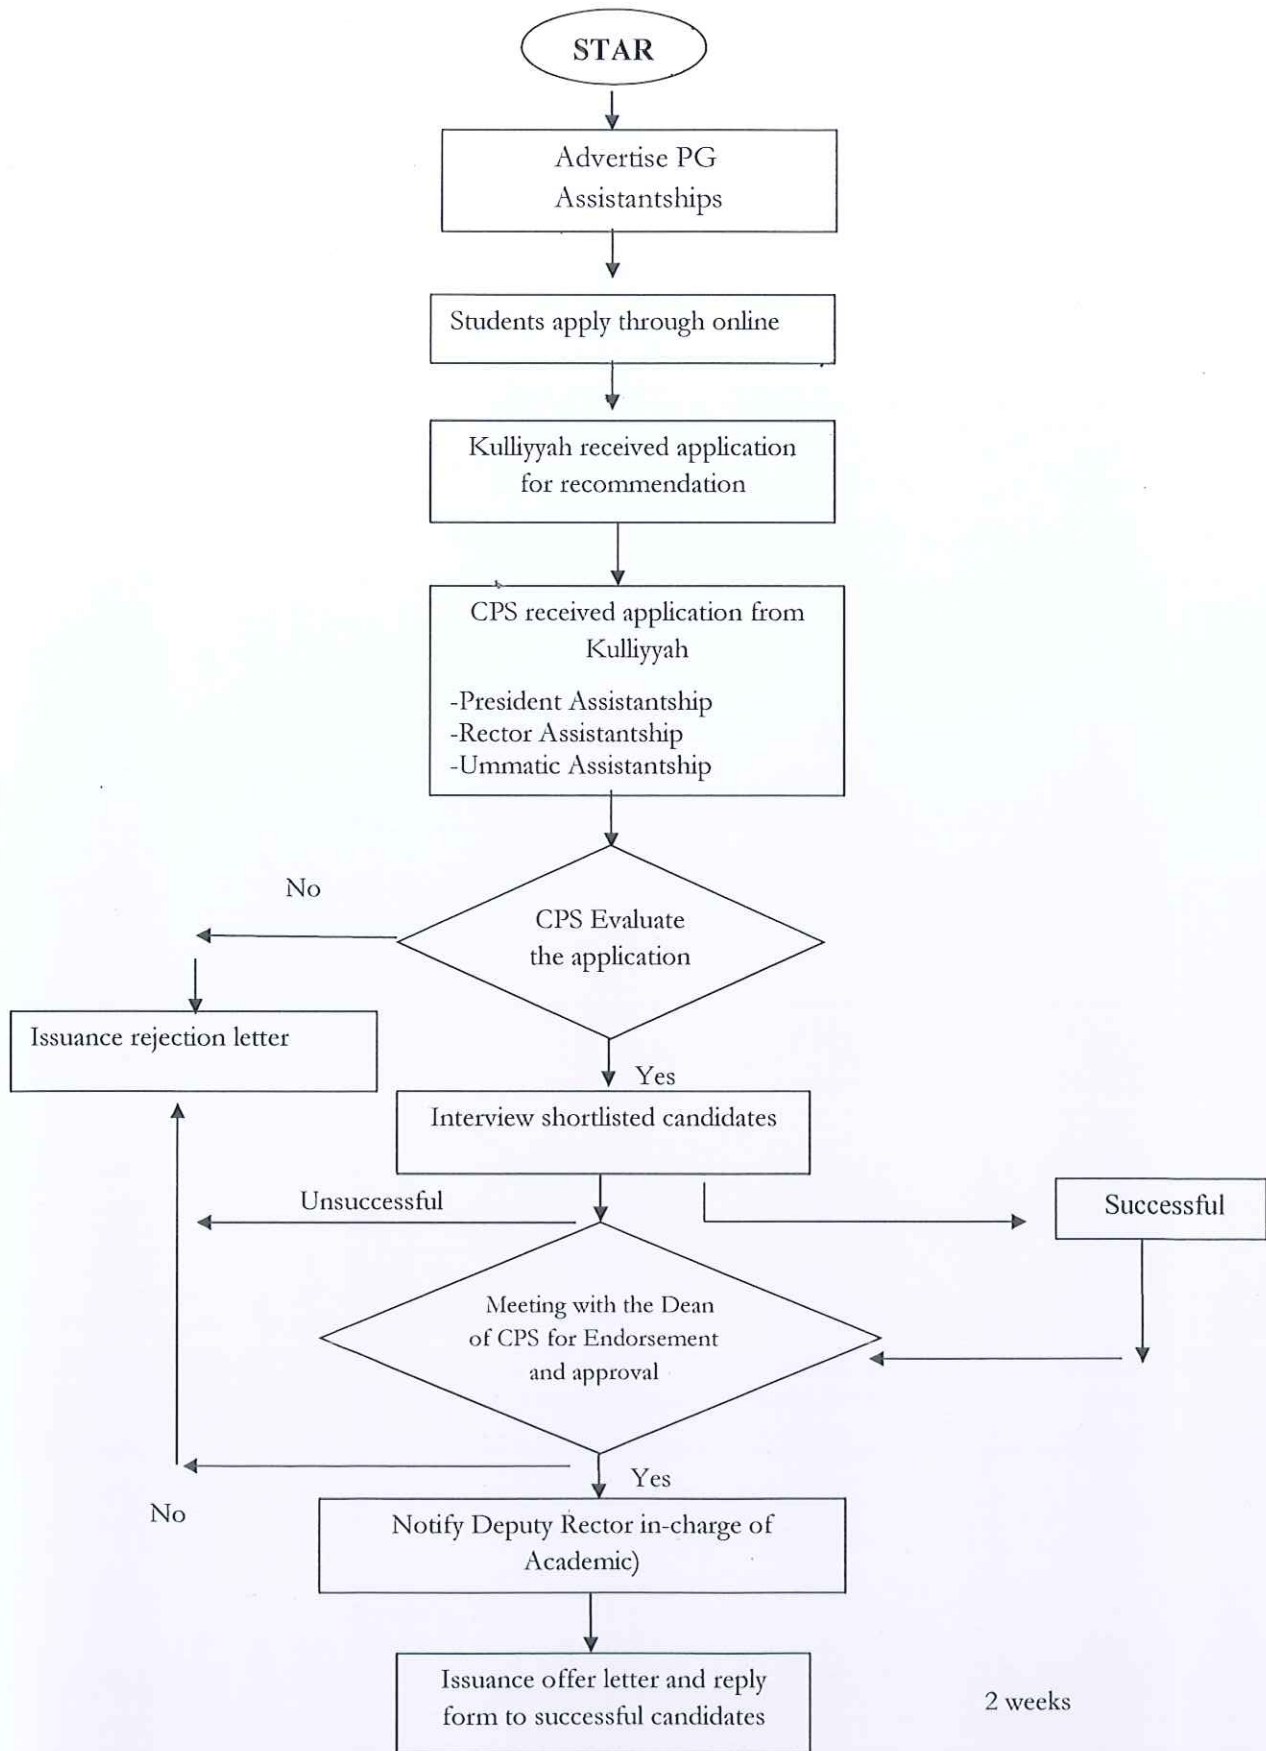 STAR
Advertise PG
Assistantships
Students apply through online
Kulliyyah received application
for recommendation
CPS received application from
Kulliyyah
-President Assistantship
-Rector Assistantship
-Ummatic Assistantship
No
CPS Evaluate
the application
Issuance rejection letter
Yes
Interview shortlisted candidates
Unsuccessful
Successful
Meeting with the Dean
of CPS for Endorsement
and approval
Yes
No
Notify Deputy Rector in-charge of
Academic)
Issuance offer letter and reply
form to successful candidates
2 weeks